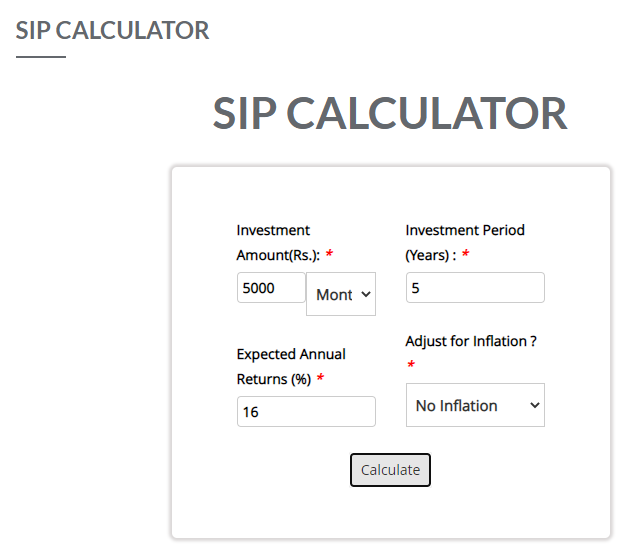 SIP CALCULATOR
SIP CALCULATOR
Investment
Amount(Rs.): *
5000
Mont
Investment Period
(Years) : *
5
Expected Annual
Returns (%) *
16
Adjust for Inflation ?
*
No Inflation
Calculate